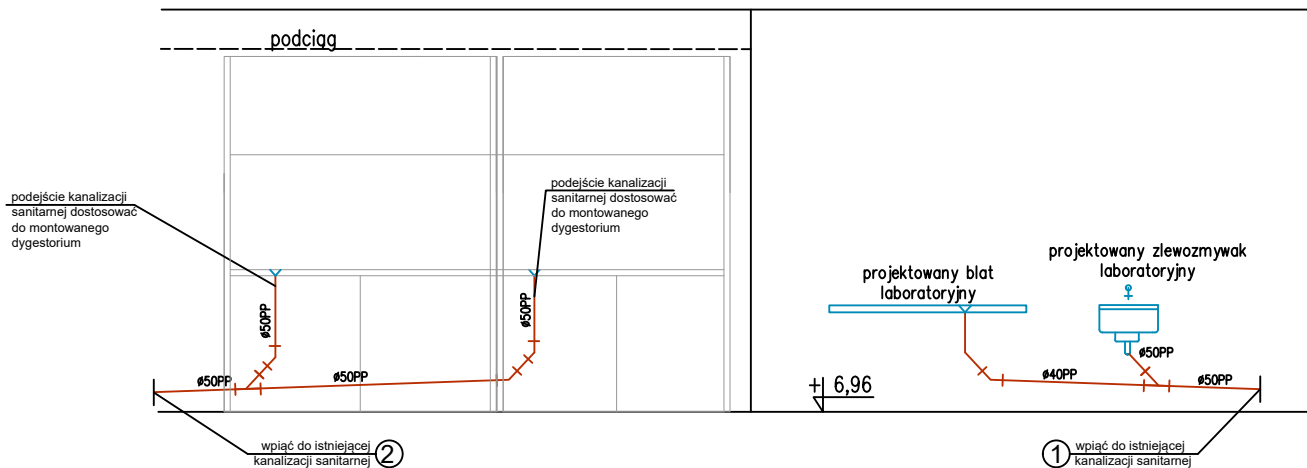 podciąg
podejście kanalizacji
sanitarnej dostosować
do montowanego
dygestorium
podejście kanalizacji
sanitarnej dostosować
do montowanego
dygestorium
ø50PP
ø50PP
ø50PP
ø50PP
wpiąć do istniejącej
kanalizacji sanitarnej
2
projektowany blat
laboratoryjny
projektowany zlewozmywak
laboratoryjny
ø50PP
ø40PP
ø50PP
+ 6,96
1
wpiąć do istniejącej
kanalizacji sanitarnej